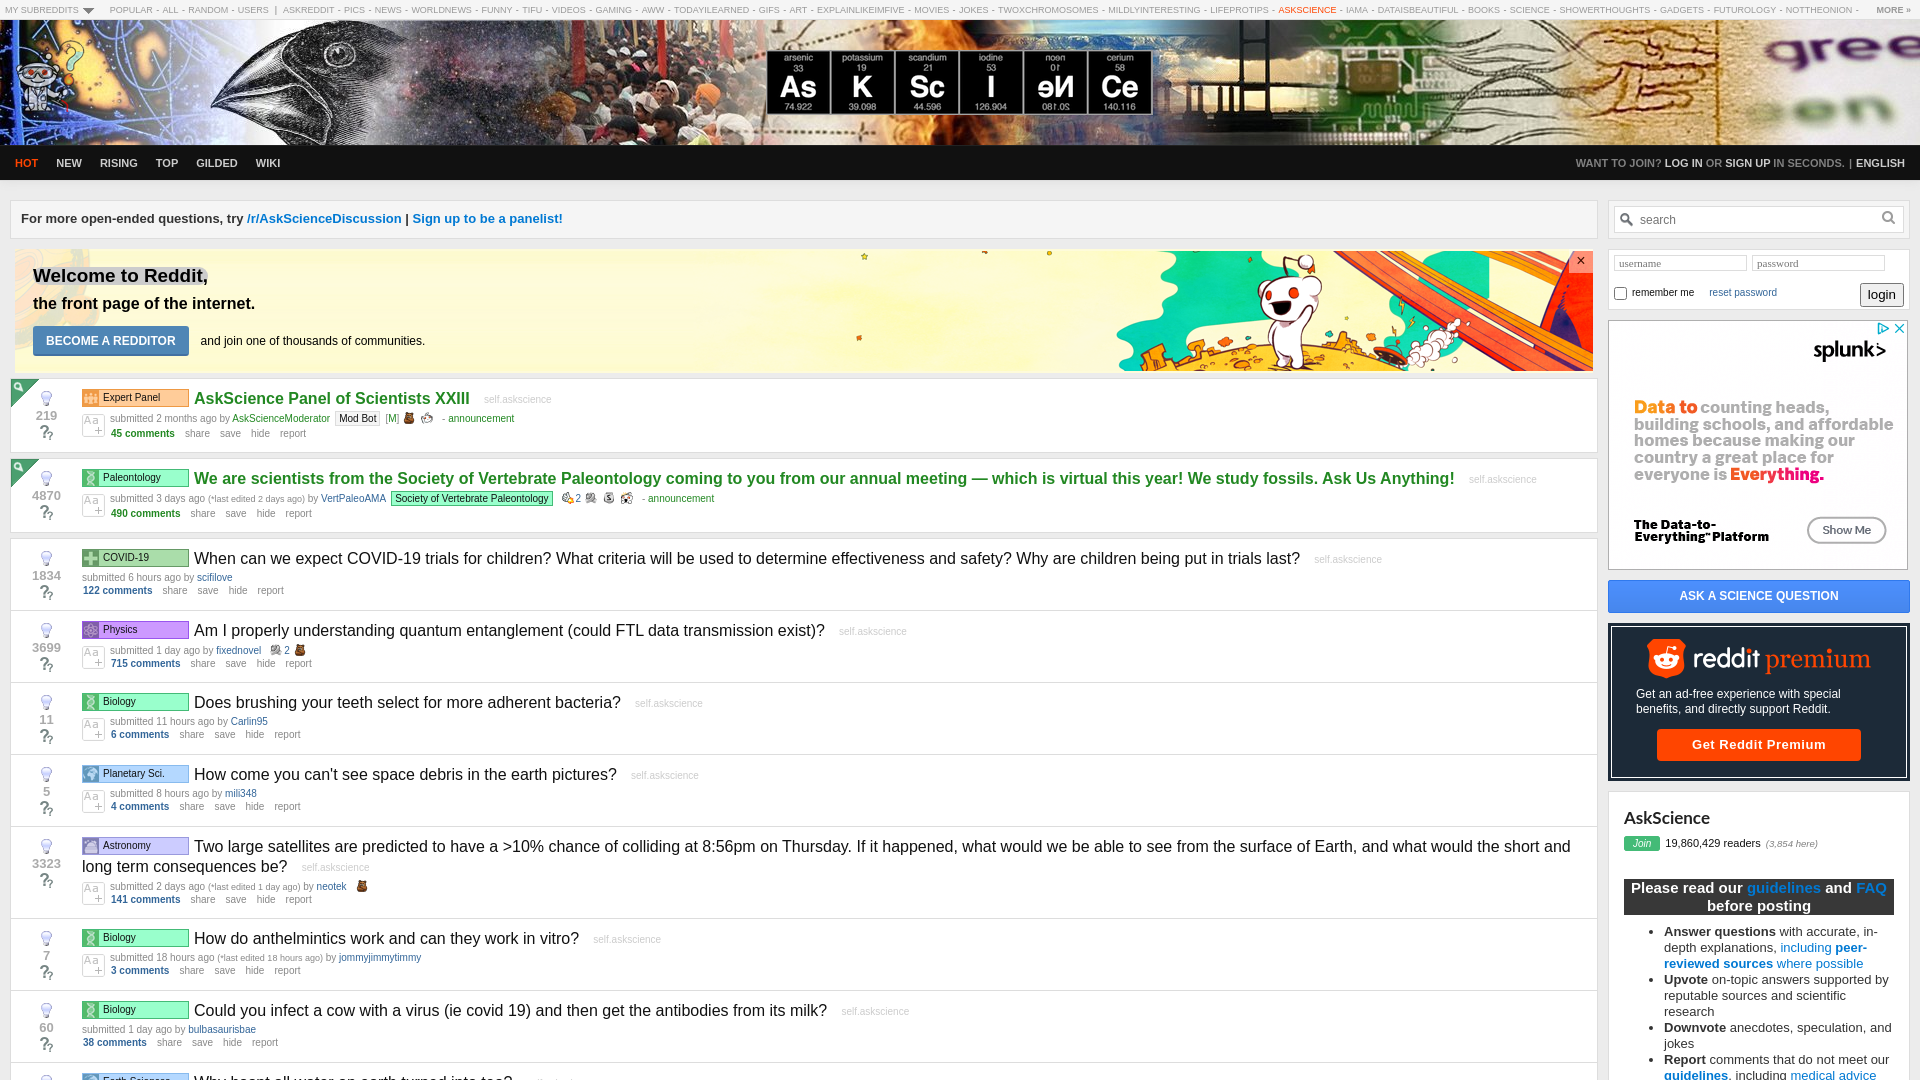 MY SUBREDDITS POPULAR - ALL - RANDOM - USERS | ASKREDDIT - PICS - NEWS - WORLDNEWS - FUNNY - TIFU - VIDEOS - GAMING - AWW - TODAYILEARNED - GIFS - ART - EXPLAINLIKEIMFIVE - MOVIES - JOKES - TWOXCHROMOSOMES - MILDLYINTERESTING - LIFEPROTIPS - ASKSCIENCE - IAMA - DATAISBEAUTIFUL - BOOKS - SCIENCE - SHOWERTHOUGHTS - GADGETS - FUTUROLOGY - NOTTHEONION - MORE »
arsenic potassium scandium iodine neon cerium
33 19 21 53 10 58
As K Sc I Ne Ce
74.922 39.098 44.596 126.904 20.1801 140.116
HOT NEW RISING TOP GILDED WIKI
WANT TO JOIN? LOG IN OR SIGN UP IN SECONDS. | ENGLISH
For more open-ended questions, try /r/AskScienceDiscussion | Sign up to be a panelist!
Welcome to Reddit,
the front page of the internet.
BECOME A REDDITOR and join one of thousands of communities.
×
219
Expert Panel AskScience Panel of Scientists XXIII self.askscience
submitted 2 months ago by AskScienceModerator Mod Bot [M] - announcement
45 comments share save hide report
4870
Paleontology We are scientists from the Society of Vertebrate Paleontology coming to you from our annual meeting — which is virtual this year! We study fossils. Ask Us Anything! self.askscience
submitted 3 days ago (*last edited 2 days ago) by VertPaleoAMA Society of Vertebrate Paleontology 2 - announcement
490 comments share save hide report
1834
COVID-19 When can we expect COVID-19 trials for children? What criteria will be used to determine effectiveness and safety? Why are children being put in trials last? self.askscience
submitted 6 hours ago by scifilove
122 comments share save hide report
3699
Physics Am I properly understanding quantum entanglement (could FTL data transmission exist)? self.askscience
submitted 1 day ago by fixednovel 2
715 comments share save hide report
11
Biology Does brushing your teeth select for more adherent bacteria? self.askscience
submitted 11 hours ago by Carlin95
6 comments share save hide report
5
Planetary Sci. How come you can't see space debris in the earth pictures? self.askscience
submitted 8 hours ago by mili348
4 comments share save hide report
3323
Astronomy Two large satellites are predicted to have a >10% chance of colliding at 8:56pm on Thursday. If it happened, what would we be able to see from the surface of Earth, and what would the short and
long term consequences be? self.askscience
submitted 2 days ago (*last edited 1 day ago) by neotek
141 comments share save hide report
7
Biology How do anthelmintics work and can they work in vitro? self.askscience
submitted 18 hours ago (*last edited 18 hours ago) by jommyjimmytimmy
3 comments share save hide report
60
Biology Could you infect a cow with a virus (ie covid 19) and then get the antibodies from its milk? self.askscience
submitted 1 day ago by bulbasaurisbae
38 comments share save hide report
search
username password
remember me reset password login
splunk>
Data to counting heads,
building schools, and affordable
homes because making our
country a great place for
everyone is Everything.
The Data-to-
Everything™ Platform
Show Me
ASK A SCIENCE QUESTION
reddit premium
Get an ad-free experience with special
benefits, and directly support Reddit.
Get Reddit Premium
AskScience
Join 19,860,429 readers (3,854 here)
Please read our guidelines and FAQ
before posting
• Answer questions with accurate, in-
depth explanations, including peer-
reviewed sources where possible
• Upvote on-topic answers supported by
reputable sources and scientific
research
• Downvote anecdotes, speculation, and
jokes
• Report comments that do not meet our
guidelines, including medical advice